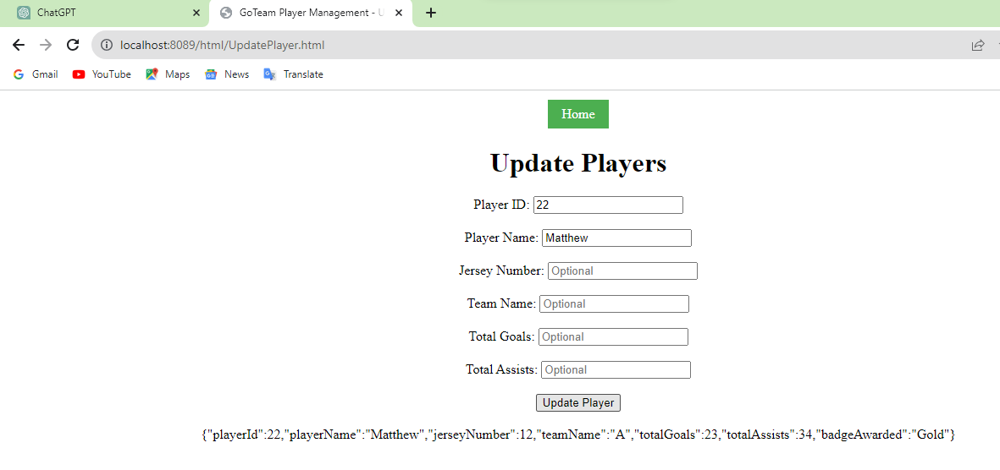 ChatGPT
GoTeam Player Management - U
localhost:8089/html/UpdatePlayer.html
Gmail YouTube Maps News Translate
Home
Update Players
Player ID: 22
Player Name: Matthew
Jersey Number: Optional
Team Name: Optional
Total Goals: Optional
Total Assists: Optional
Update Player
{"playerId":22,"playerName":"Matthew","jerseyNumber":12,"teamName":"A","totalGoals":23,"totalAssists":34,"badgeAwarded":"Gold"}